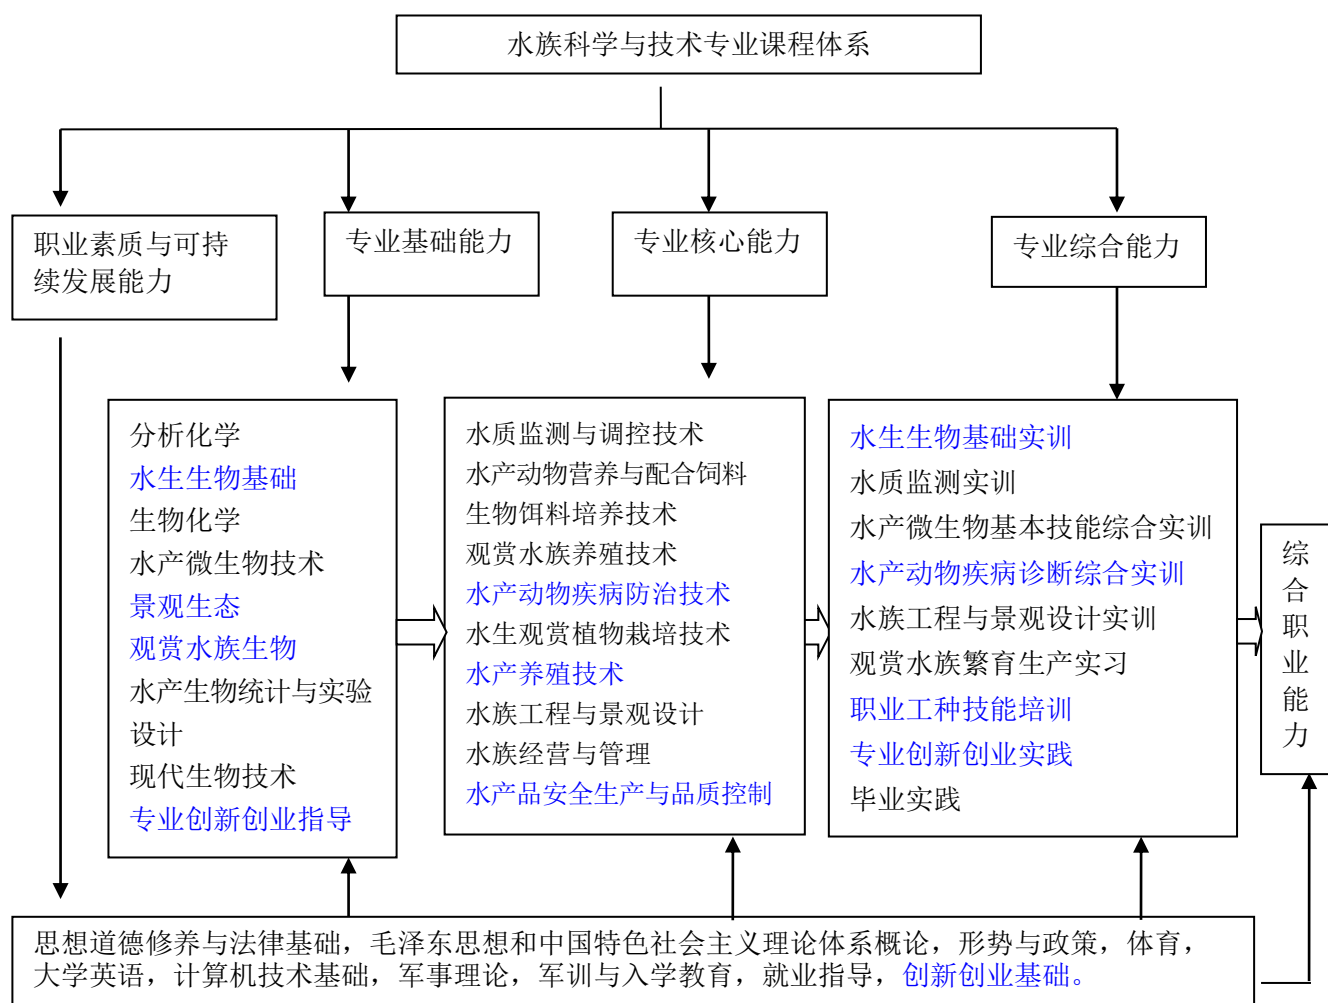 水族科学与技术专业课程体系
职业素质与可持
续发展能力
专业基础能力
专业核心能力
专业综合能力
分析化学
水生生物基础
生物化学
水产微生物技术
景观生态
观赏水族生物
水产生物统计与实验
设计
现代生物技术
专业创新创业指导
水质监测与调控技术
水产动物营养与配合饲料
生物饵料培养技术
观赏水族养殖技术
水产动物疾病防治技术
水生观赏植物栽培技术
水产养殖技术
水族工程与景观设计
水族经营与管理
水产品安全生产与品质控制
水生生物基础实训
水质监测实训
水产微生物基本技能综合实训
水产动物疾病诊断综合实训
水族工程与景观设计实训
观赏水族繁育生产实习
职业工种技能培训
专业创新创业实践
毕业实践
综
合
职
业
能
力
思想道德修养与法律基础，毛泽东思想和中国特色社会主义理论体系概论，形势与政策，体育，
大学英语，计算机技术基础，军事理论，军训与入学教育，就业指导，创新创业基础。